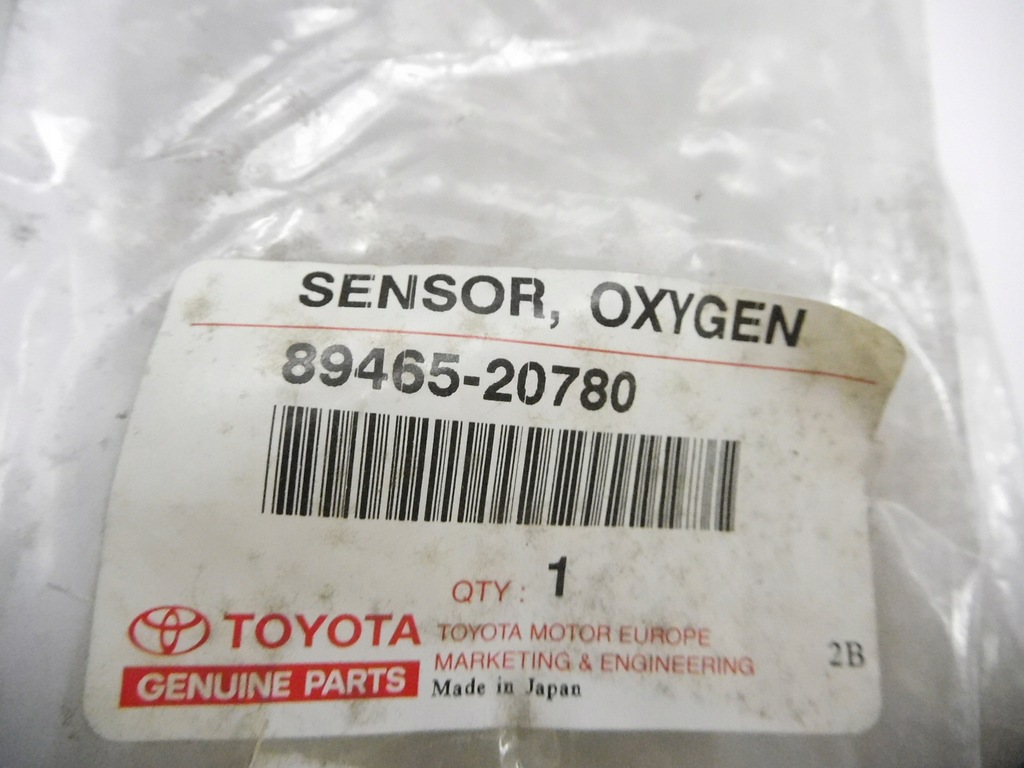 SENSOR, OXYGEN
89465-20780
QTY: 1
TOYOTA
GENUINE PARTS
TOYOTA MOTOR EUROPE
MARKETING & ENGINEERING
Made in Japan
2B